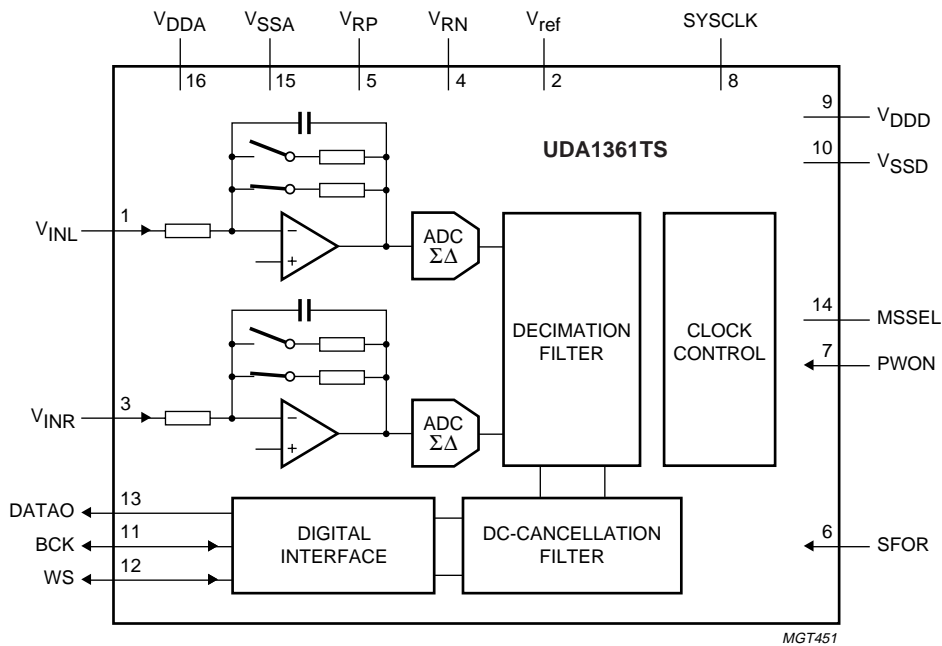 VDDA VSSA VRP VRN Vref SYSCLK
16 15 5 4 2 8
9 VDDD
UDA1361TS
10 VSSD
VINL 1
− +
ADC ΣΔ
DECIMATION FILTER
CLOCK CONTROL
14 MSSEL
7 PWON
VINR 3
− +
ADC ΣΔ
DATAO 13
BCK 11
WS 12
DIGITAL INTERFACE
DC-CANCELLATION FILTER
6 SFOR
MGT451